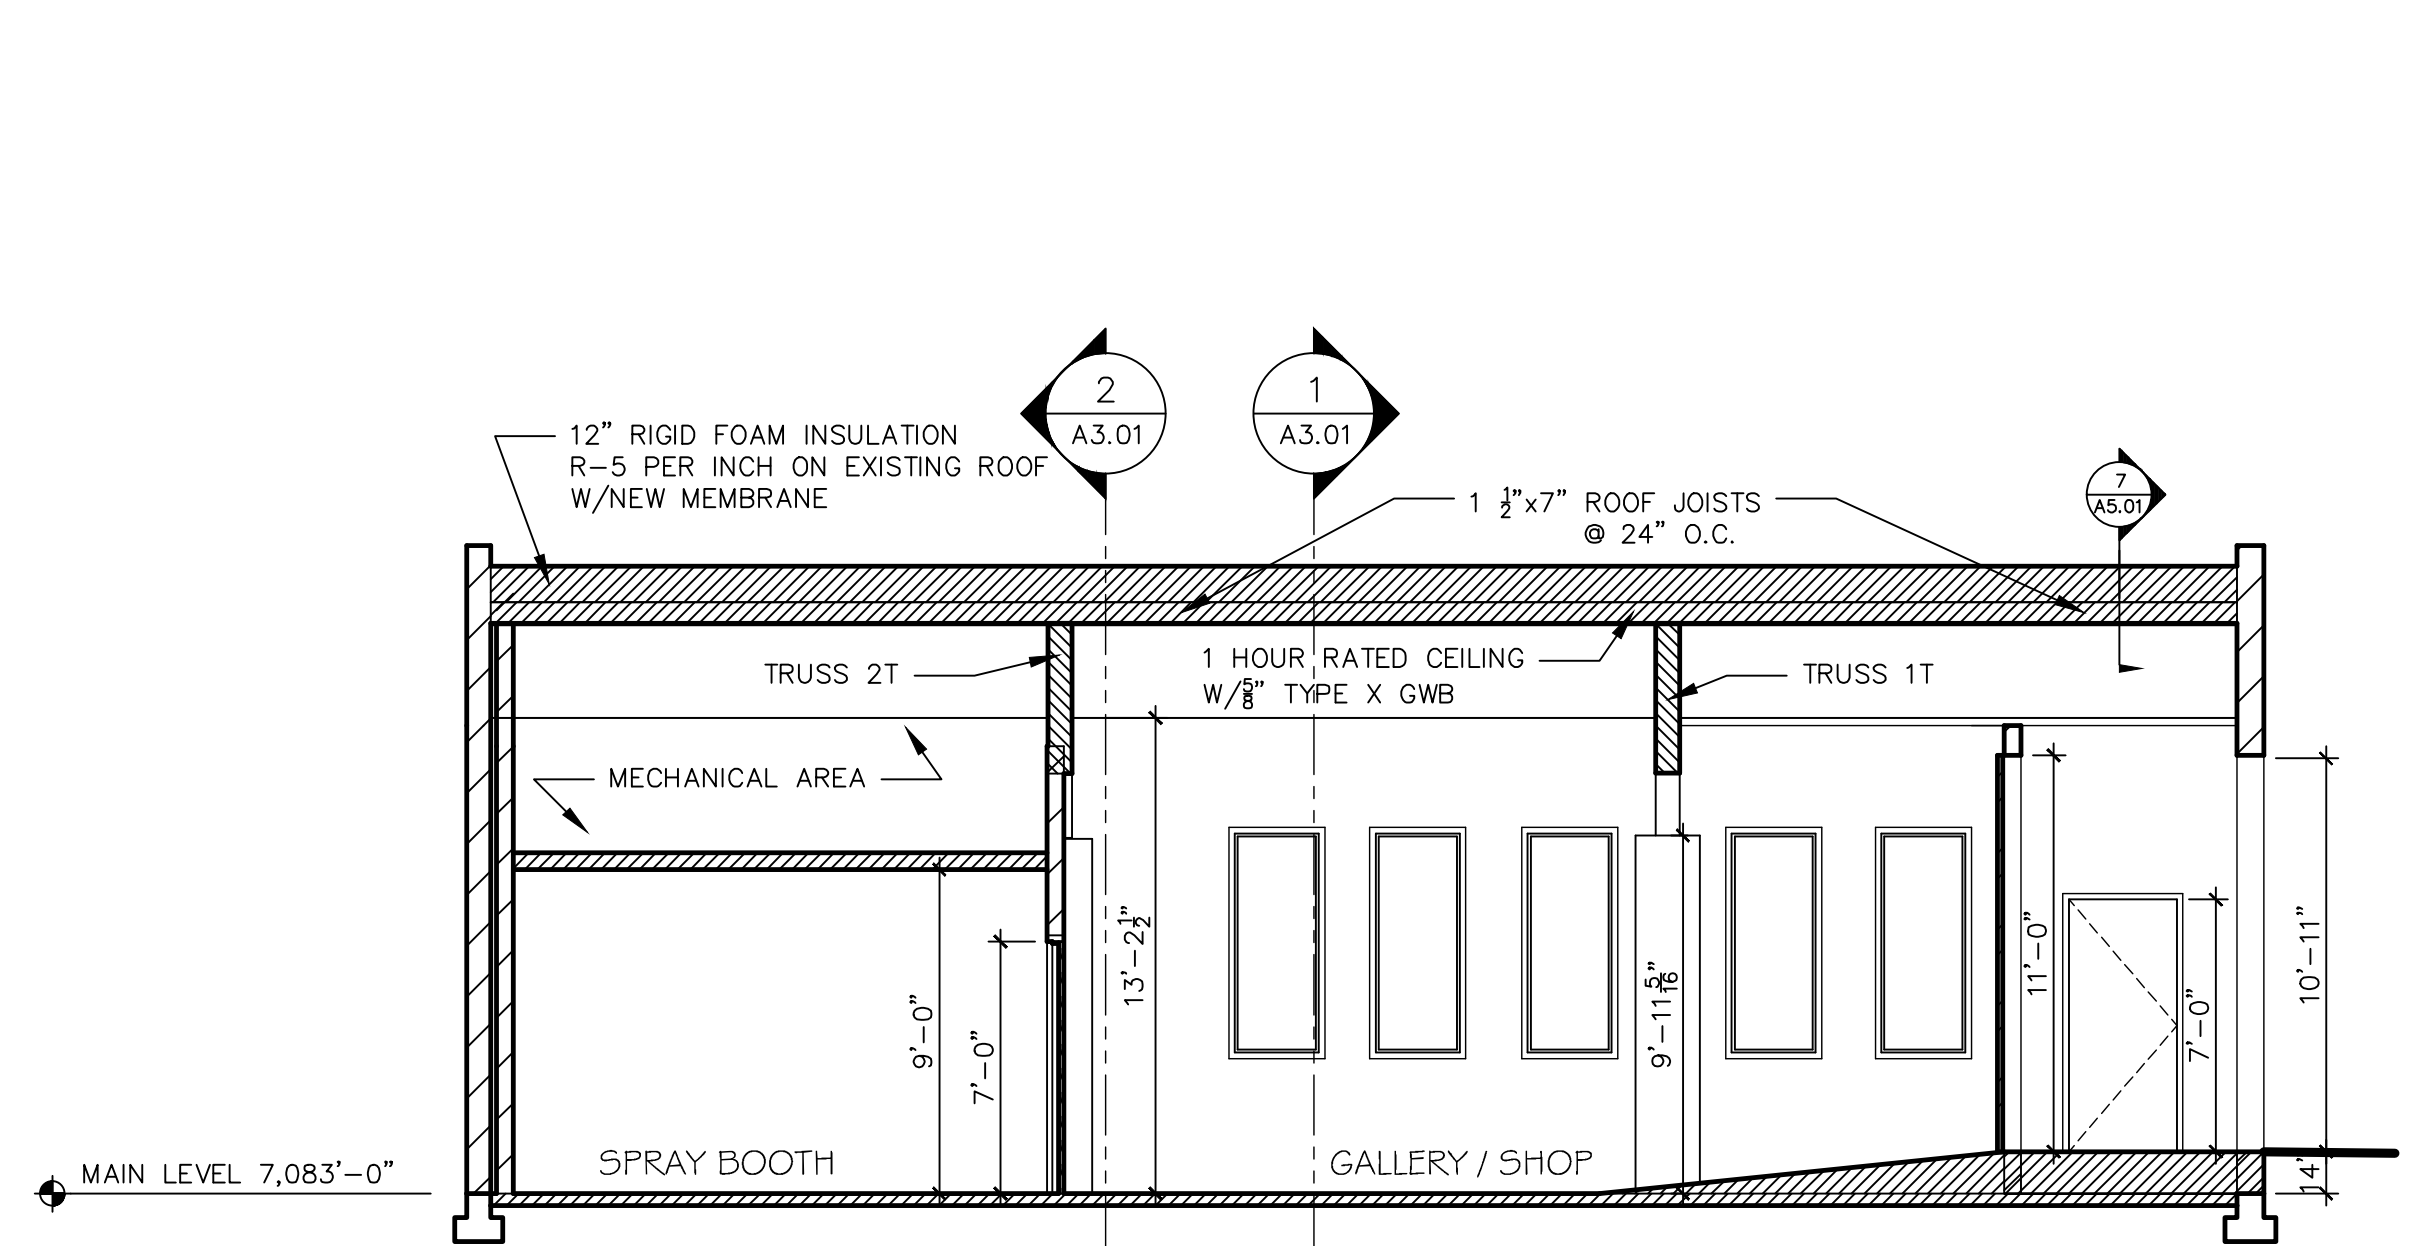 2
A3.01
1
A3.01
12” RIGID FOAM INSULATION
R–5 PER INCH ON EXISTING ROOF
W/NEW MEMBRANE
1 1/2”x7” ROOF JOISTS
@ 24” O.C.
7
A5.01
TRUSS 2T
1 HOUR RATED CEILING
W/5/8” TYPE X GWB
TRUSS 1T
MECHANICAL AREA
9’–0”
7’–0”
13’–2 1/2”
9’–11 5/16”
11’–0”
7’–0”
10’–11”
14”
SPRAY BOOTH
GALLERY / SHOP
MAIN LEVEL 7,083’–0”